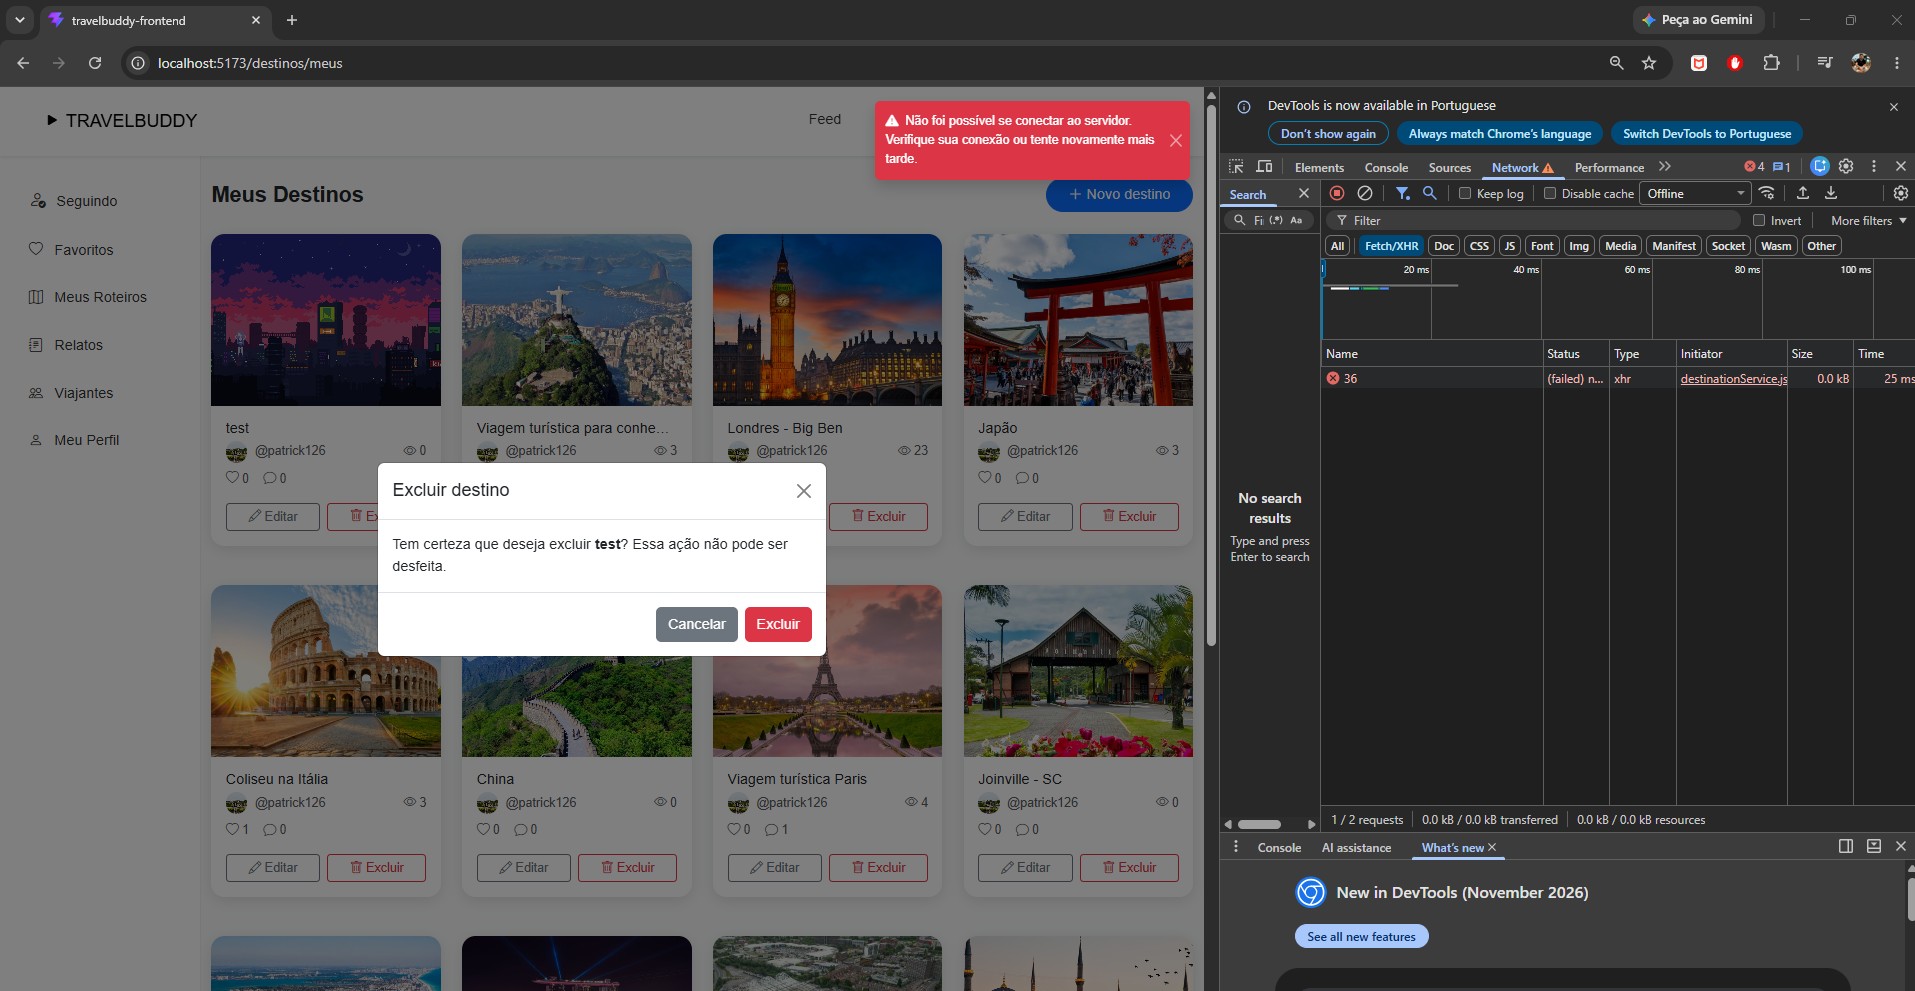 travelbuddy-frontend
Peça ao Gemini
localhost:5173/destinos/meus
TRAVELBUDDY
Feed
Não foi possível se conectar ao servidor.
Verifique sua conexão ou tente novamente mais
tarde.
Seguindo
Favoritos
Meus Roteiros
Relatos
Viajantes
Meu Perfil
Meus Destinos
+ Novo destino
test
@patrick126
0
0
0
Editar
Ex
Viagem turística para conhe...
@patrick126
3
Londres - Big Ben
@patrick126
23
Excluir
Japão
@patrick126
3
0
0
Editar
Excluir
Excluir destino
Tem certeza que deseja excluir test? Essa ação não pode ser
desfeita.
Cancelar
Excluir
Coliseu na Itália
@patrick126
3
1
0
Editar
Excluir
China
@patrick126
0
0
0
Editar
Excluir
Viagem turística Paris
@patrick126
4
0
1
Editar
Excluir
Joinville - SC
@patrick126
0
0
0
Editar
Excluir
DevTools is now available in Portuguese
Don't show again
Always match Chrome's language
Switch DevTools to Portuguese
Elements
Console
Sources
Network
Performance
4
1
Search
Keep log
Disable cache
Offline
Fi
(.*)
Aa
Filter
Invert
More filters
All
Fetch/XHR
Doc
CSS
JS
Font
Img
Media
Manifest
Socket
Wasm
Other
20 ms
40 ms
60 ms
80 ms
100 ms
Name
Status
Type
Initiator
Size
Time
36
(failed) n...
xhr
destinationService.js
0.0 kB
25 ms
No search
results
Type and press
Enter to search
1 / 2 requests
0.0 kB / 0.0 kB transferred
0.0 kB / 0.0 kB resources
Console
AI assistance
What's new
New in DevTools (November 2026)
See all new features